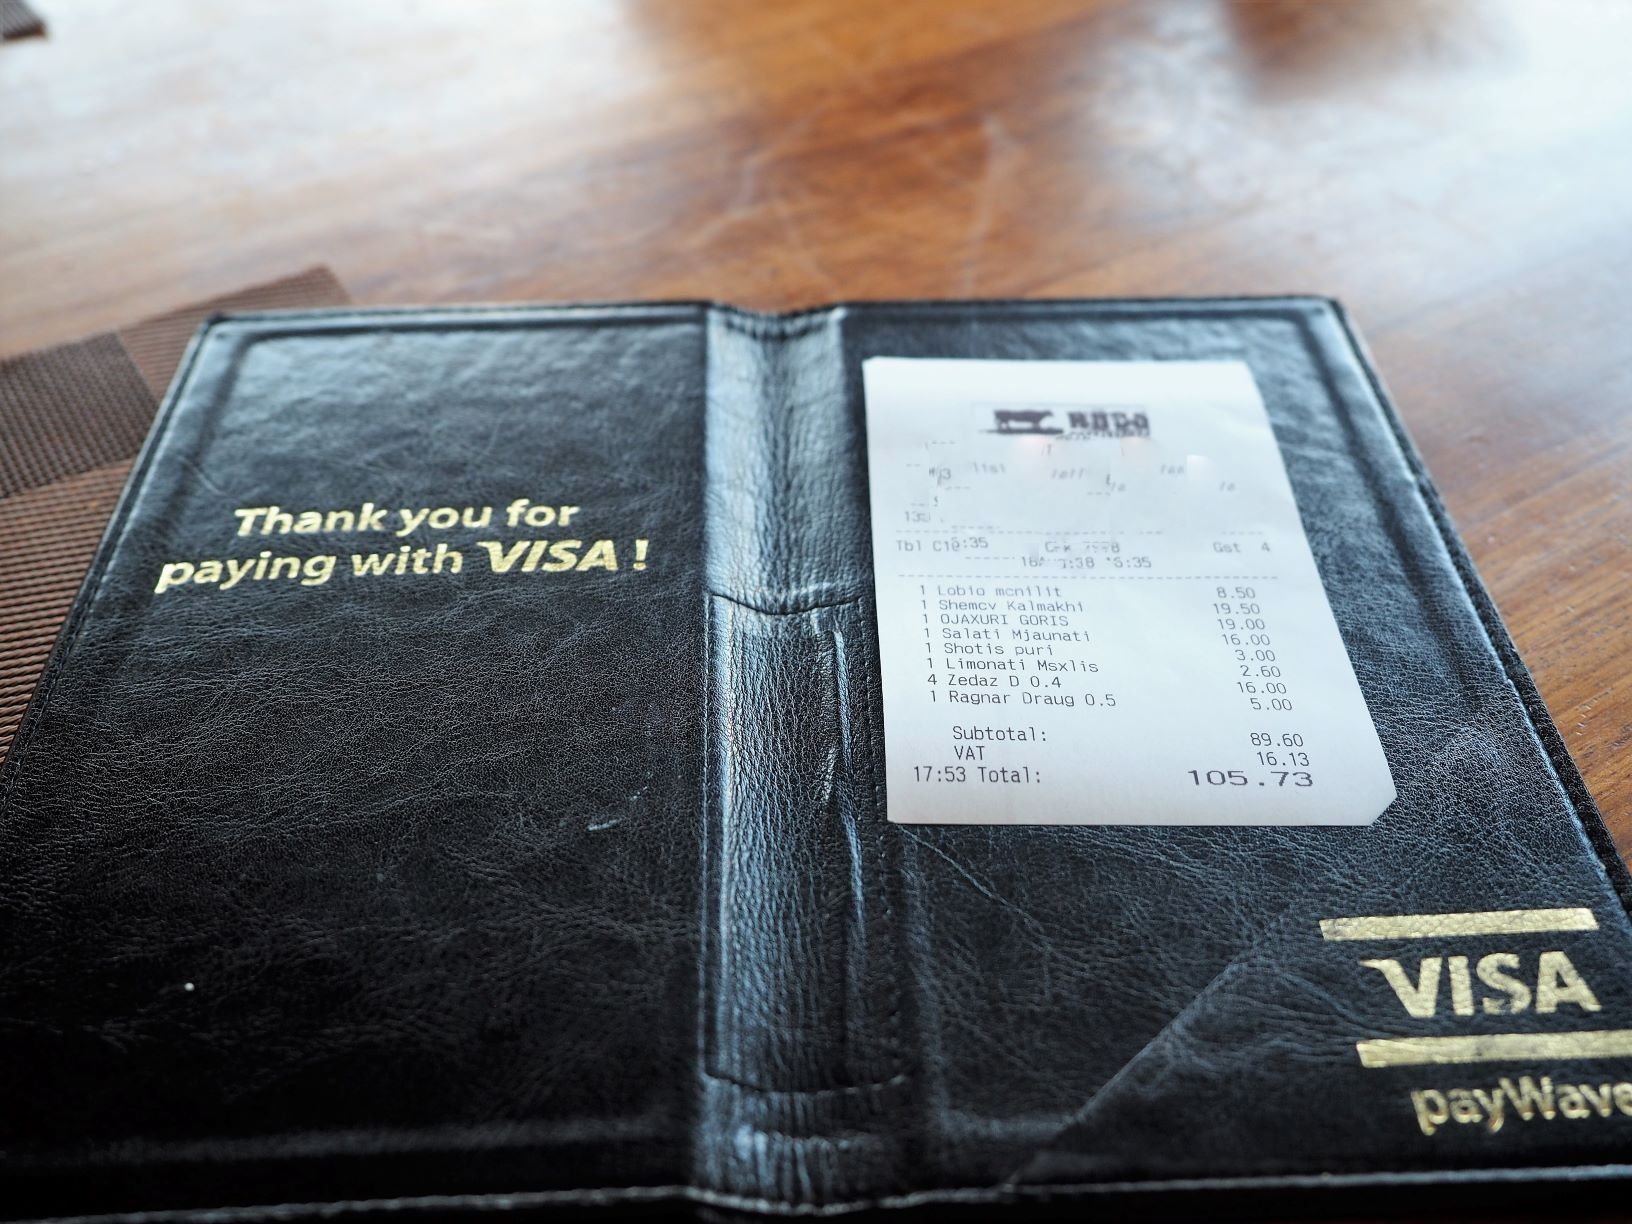 Thank you for
paying with VISA !
Tbl
Gst 4
1 Lobio mcnilit 8.50
1 Shemcv Kalmakhi 19.50
1 OJAXURI GORIS 19.00
1 Salati Mjaunati 16.00
1 Shotis puri 3.00
1 Limonati Msxlis 2.60
4 Zedaz D 0.4 16.00
1 Ragnar Draug 0.5 5.00
Subtotal: 89.60
VAT 16.13
17:53 Total: 105.73
VISA
payWave